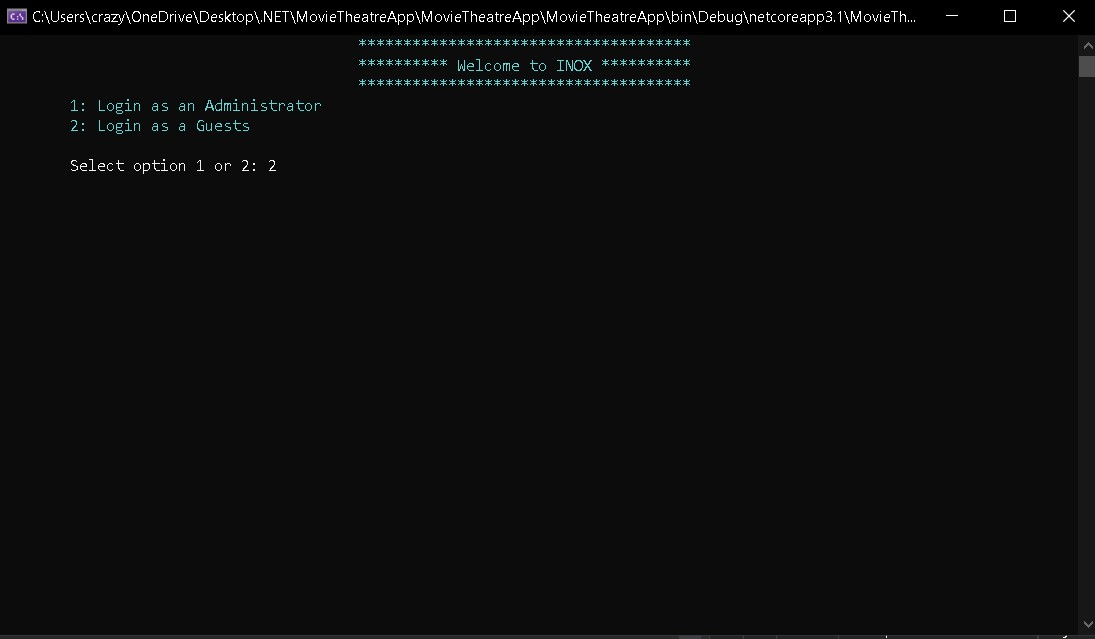 C:\Users\crazy\OneDrive\Desktop\.NET\MovieTheatreApp\MovieTheatreApp\MovieTheatreApp\bin\Debug\netcoreapp3.1\MovieTh...
*************************************
********** Welcome to INOX **********
*************************************
1: Login as an Administrator
2: Login as a Guests
Select option 1 or 2: 2